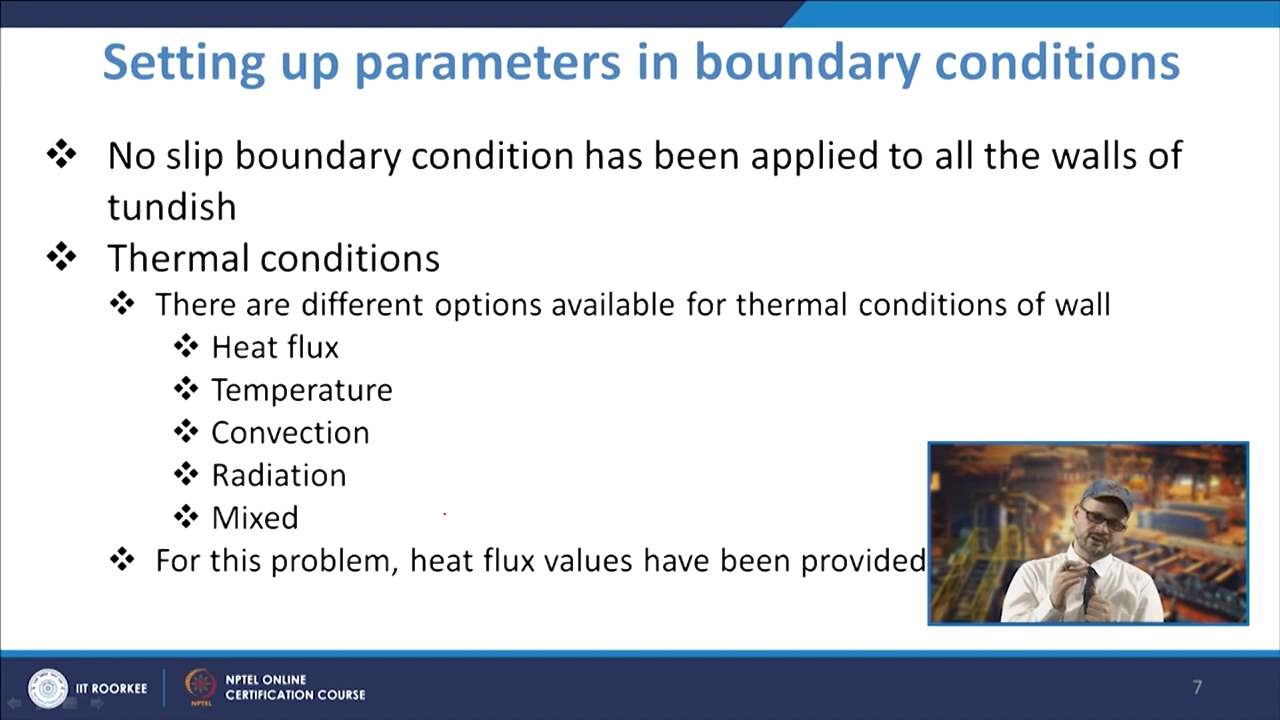 Setting up parameters in boundary conditions
❖ No slip boundary condition has been applied to all the walls of
tundish
❖ Thermal conditions
❖ There are different options available for thermal conditions of wall
❖ Heat flux
❖ Temperature
❖ Convection
❖ Radiation
❖ Mixed
❖ For this problem, heat flux values have been provided
IIT ROORKEE
NPTEL
NPTEL ONLINE
CERTIFICATION COURSE
7